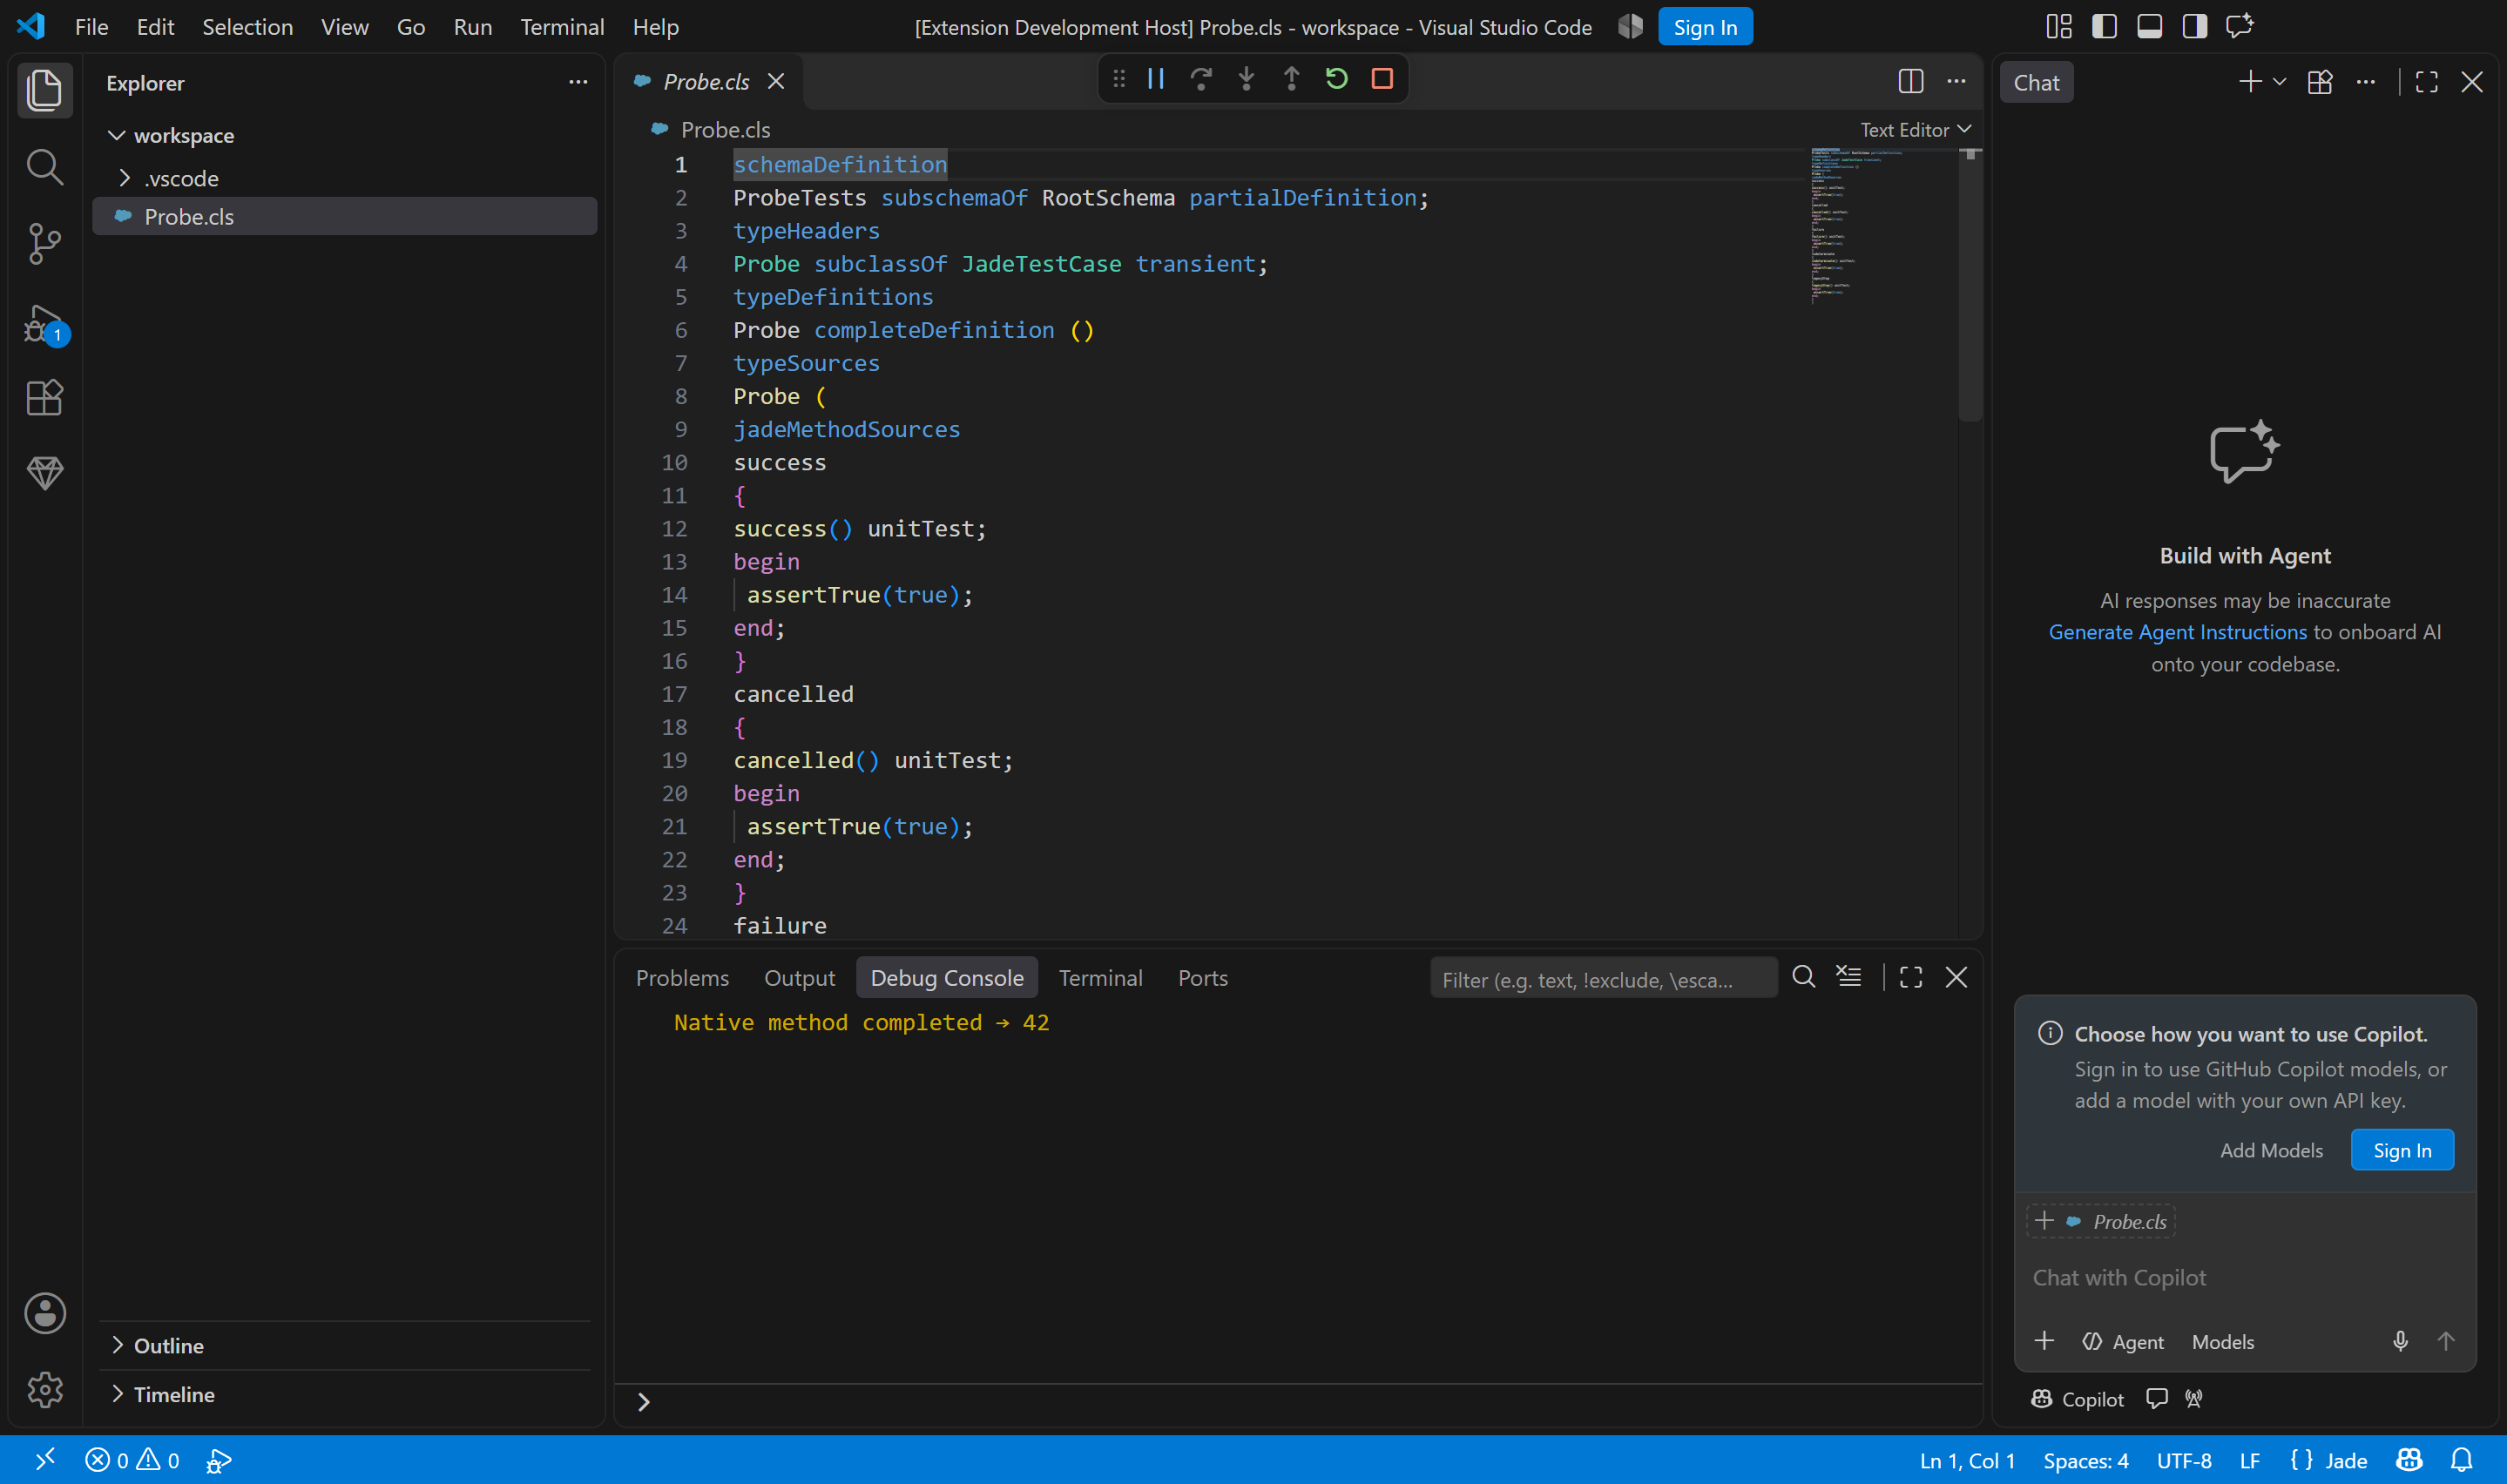 File Edit Selection View Go Run Terminal Help
[Extension Development Host] Probe.cls - workspace - Visual Studio Code
Sign In
Explorer
workspace
.vscode
Probe.cls
1
Outline
Timeline
Probe.cls
Probe.cls
Text Editor
1 schemaDefinition
2 ProbeTests subschemaOf RootSchema partialDefinition;
3 typeHeaders
4 Probe subclassOf JadeTestCase transient;
5 typeDefinitions
6 Probe completeDefinition ()
7 typeSources
8 Probe (
9 jadeMethodSources
10 success
11 {
12 success() unitTest;
13 begin
14 assertTrue(true);
15 end;
16 }
17 cancelled
18 {
19 cancelled() unitTest;
20 begin
21 assertTrue(true);
22 end;
23 }
24 failure
Problems Output Debug Console Terminal Ports
Filter (e.g. text, !exclude, \esca...
Native method completed → 42
Chat
Build with Agent
AI responses may be inaccurate
Generate Agent Instructions to onboard AI
onto your codebase.
Choose how you want to use Copilot.
Sign in to use GitHub Copilot models, or
add a model with your own API key.
Add Models Sign In
Probe.cls
Chat with Copilot
Agent Models
Copilot
0 0
Ln 1, Col 1 Spaces: 4 UTF-8 LF { } Jade